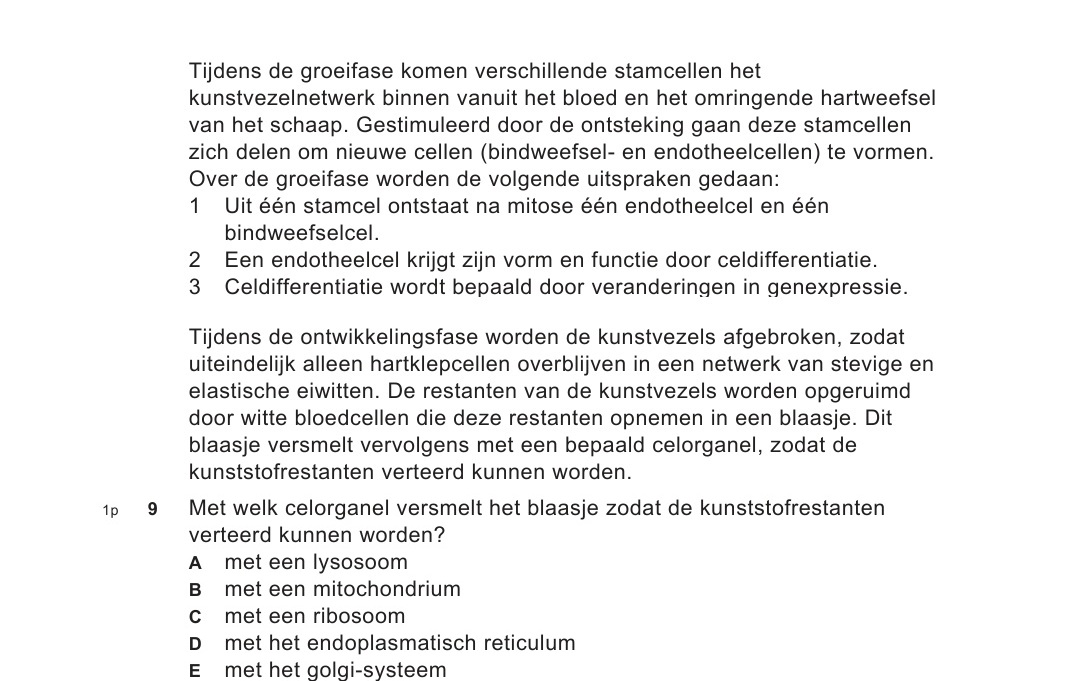 Tijdens de groeifase komen verschillende stamcellen het
kunstvezelnetwerk binnen vanuit het bloed en het omringende hartweefsel
van het schaap. Gestimuleerd door de ontsteking gaan deze stamcellen
zich delen om nieuwe cellen (bindweefsel- en endotheelcellen) te vormen.
Over de groeifase worden de volgende uitspraken gedaan:
1 Uit één stamcel ontstaat na mitose één endotheelcel en één
bindweefselcel.
2 Een endotheelcel krijgt zijn vorm en functie door celdifferentiatie.
3 Celdifferentiatie wordt bepaald door veranderingen in genexpressie.
Tijdens de ontwikkelingsfase worden de kunstvezels afgebroken, zodat
uiteindelijk alleen hartklepcellen overblijven in een netwerk van stevige en
elastische eiwitten. De restanten van de kunstvezels worden opgeruimd
door witte bloedcellen die deze restanten opnemen in een blaasje. Dit
blaasje versmelt vervolgens met een bepaald celorganel, zodat de
kunststofrestanten verteerd kunnen worden.
1p 9 Met welk celorganel versmelt het blaasje zodat de kunststofrestanten
verteerd kunnen worden?
A met een lysosoom
B met een mitochondrium
C met een ribosoom
D met het endoplasmatisch reticulum
E met het golgi-systeem